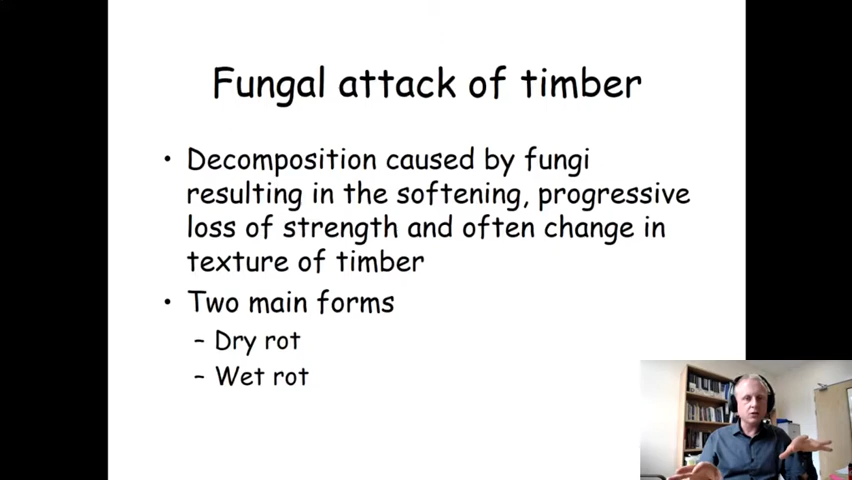 Fungal attack of timber
• Decomposition caused by fungi
resulting in the softening, progressive
loss of strength and often change in
texture of timber
• Two main forms
– Dry rot
– Wet rot